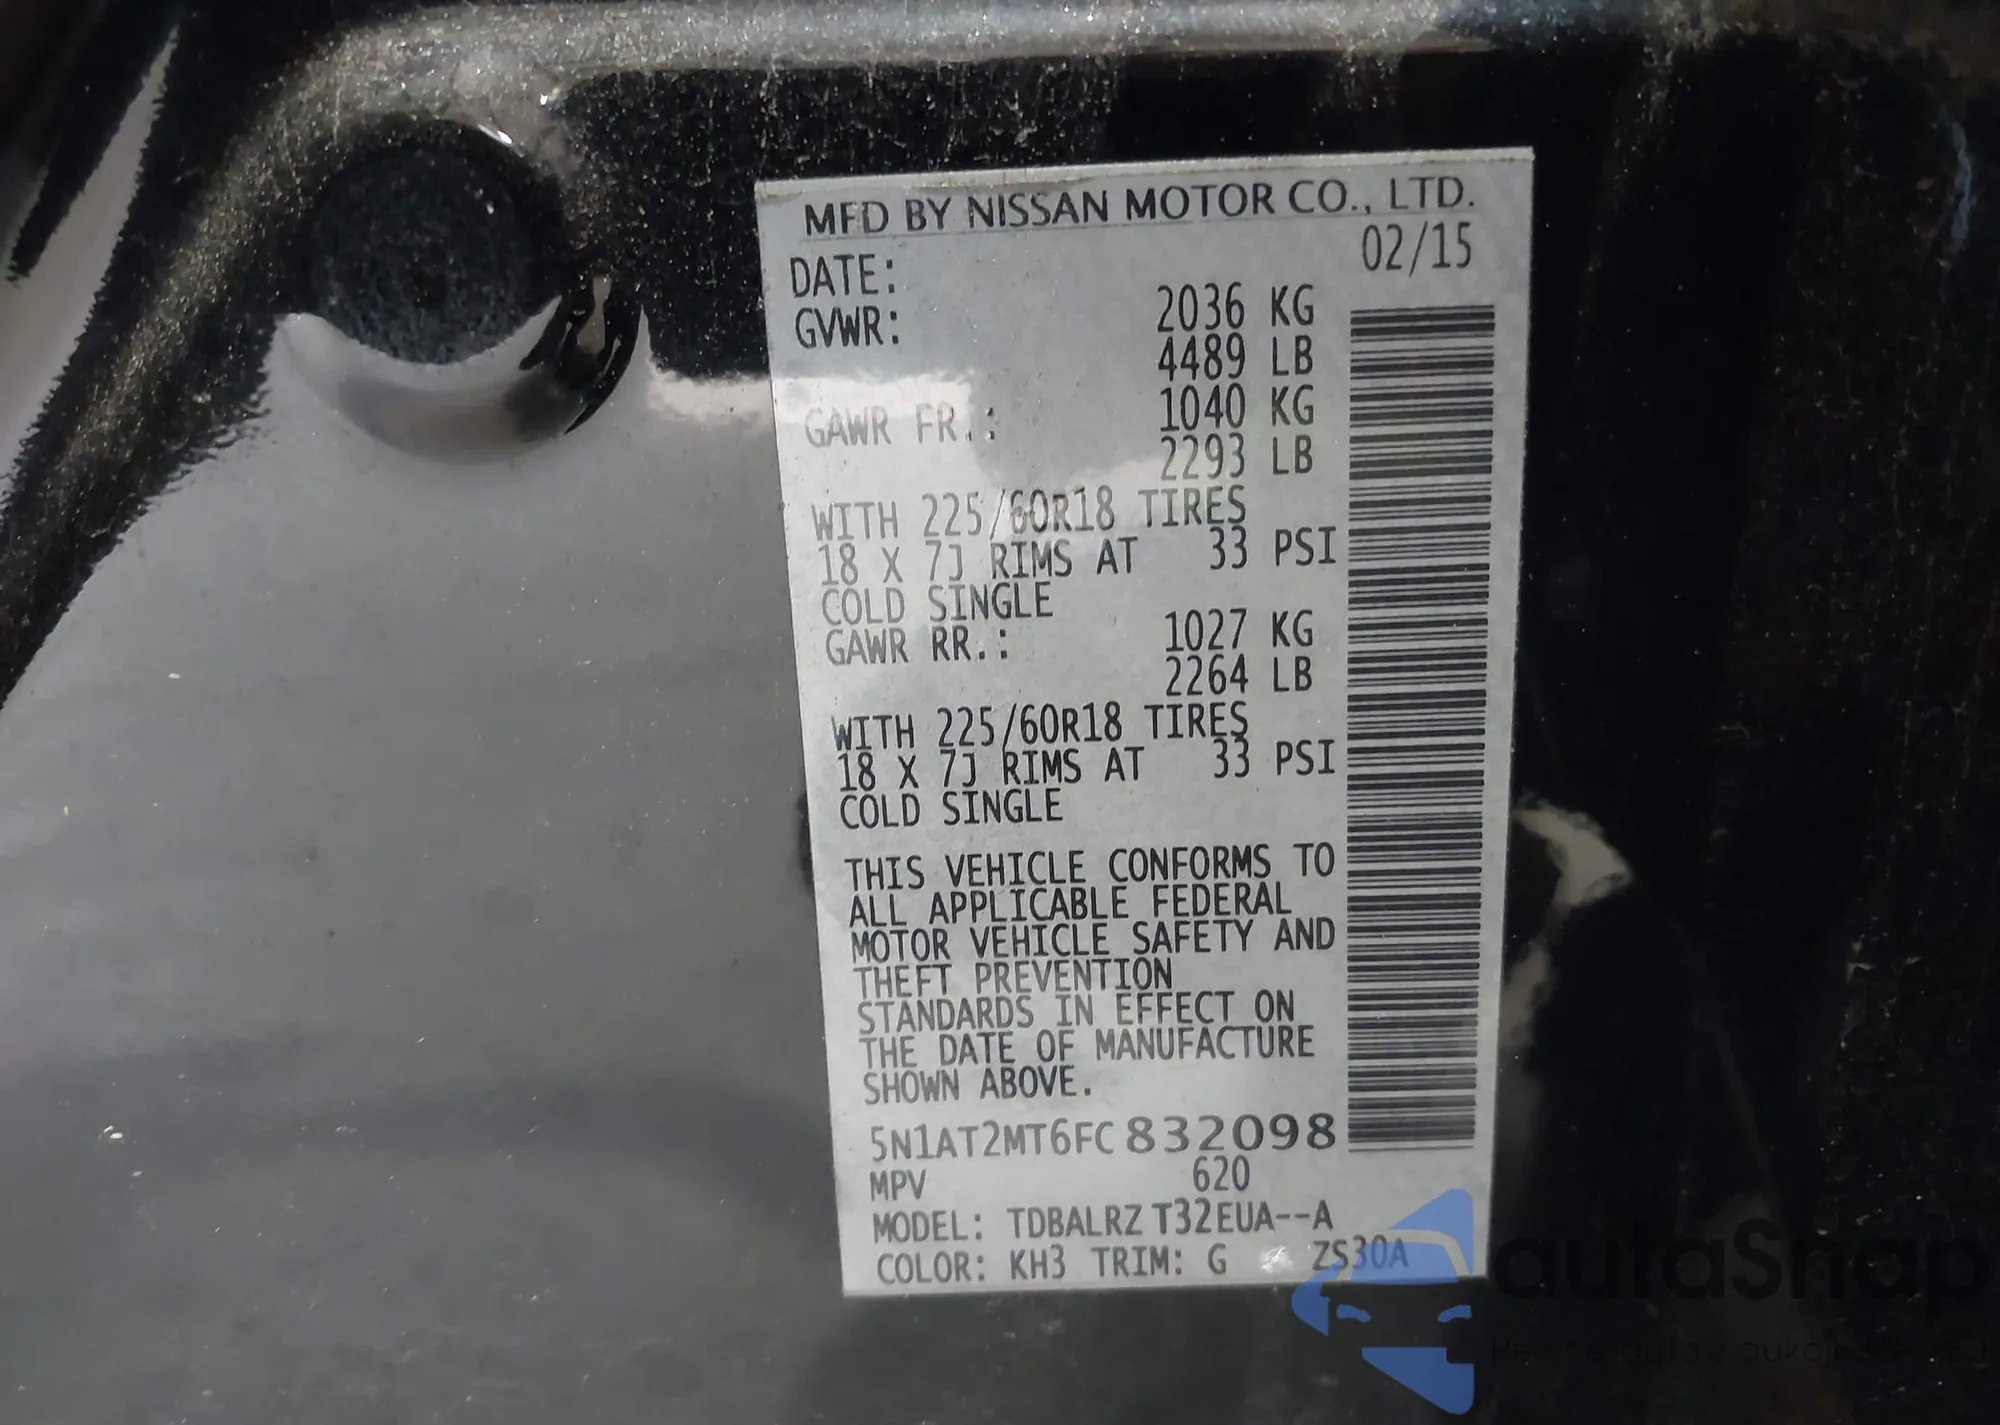 MFD BY NISSAN MOTOR CO., LTD.
DATE: 02/15
GVWR: 2036 KG
4489 LB
GAWR FR.: 1040 KG
2293 LB
WITH 225/60R18 TIRES
18 X 7J RIMS AT 33 PSI
COLD SINGLE
GAWR RR.: 1027 KG
2264 LB
WITH 225/60R18 TIRES
18 X 7J RIMS AT 33 PSI
COLD SINGLE
THIS VEHICLE CONFORMS TO
ALL APPLICABLE FEDERAL
MOTOR VEHICLE SAFETY AND
THEFT PREVENTION
STANDARDS IN EFFECT ON
THE DATE OF MANUFACTURE
SHOWN ABOVE.
5N1AT2MT6FC832098
MPV 620
MODEL: TDBALRZ T32EUA--A
COLOR: KH3 TRIM: G ZS30A
autoSnap